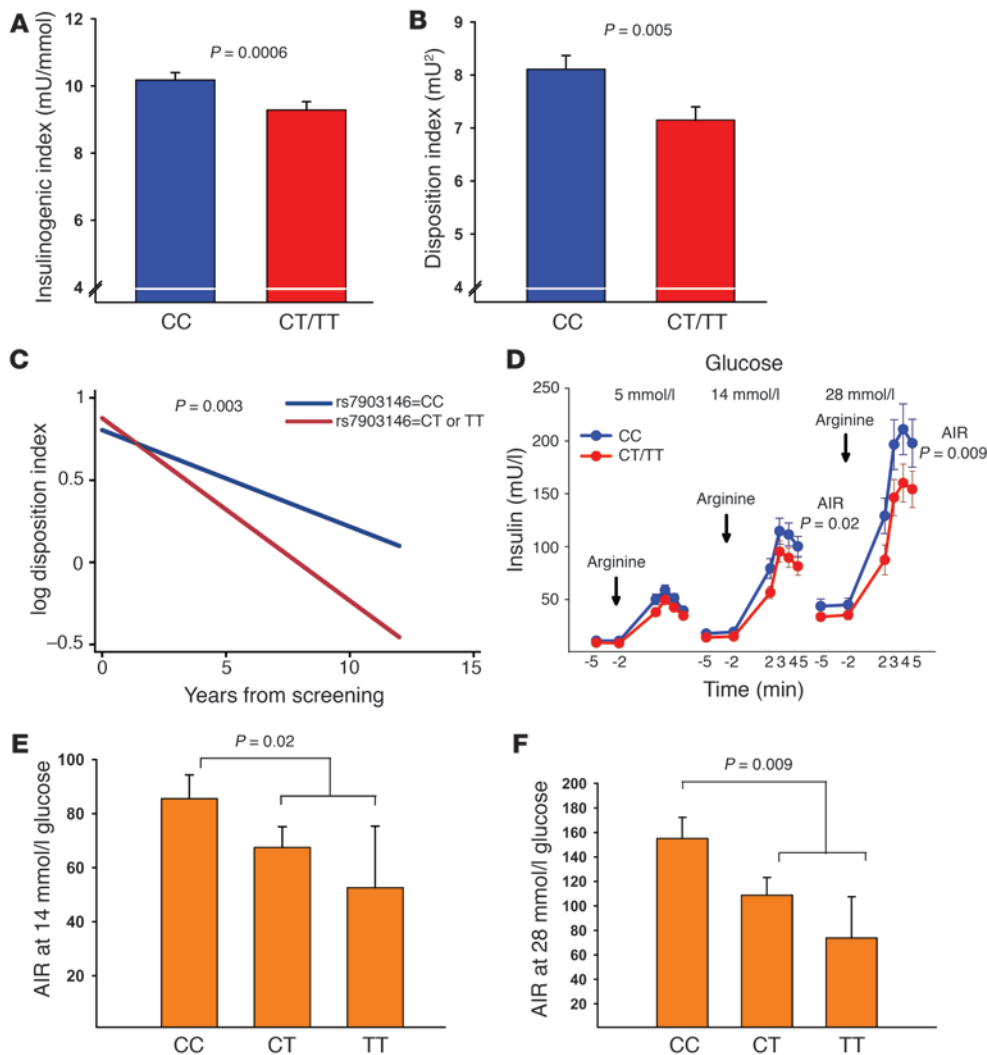 A
Insulinogenic index (mU/mmol)
12
10
8
6
4
P = 0.0006
CC
CT/TT
B
Disposition index (mU²)
9
8
7
6
5
4
P = 0.005
CC
CT/TT
C
log disposition index
1
0.5
0
–0.5
P = 0.003
rs7903146=CC
rs7903146=CT or TT
0
5
10
15
Years from screening
D
Glucose
5 mmol/l
14 mmol/l
28 mmol/l
Insulin (mU/l)
250
200
150
100
50
CC
CT/TT
Arginine
Arginine
Arginine
AIR
P = 0.02
AIR
P = 0.009
-5 -2 -5 -2 2 3 4 5 -5 -2 2 3 4 5
Time (min)
E
AIR at 14 mmol/l glucose
100
80
60
40
20
P = 0.02
CC
CT
TT
F
AIR at 28 mmol/l glucose
200
180
160
140
120
100
80
60
40
20
P = 0.009
CC
CT
TT